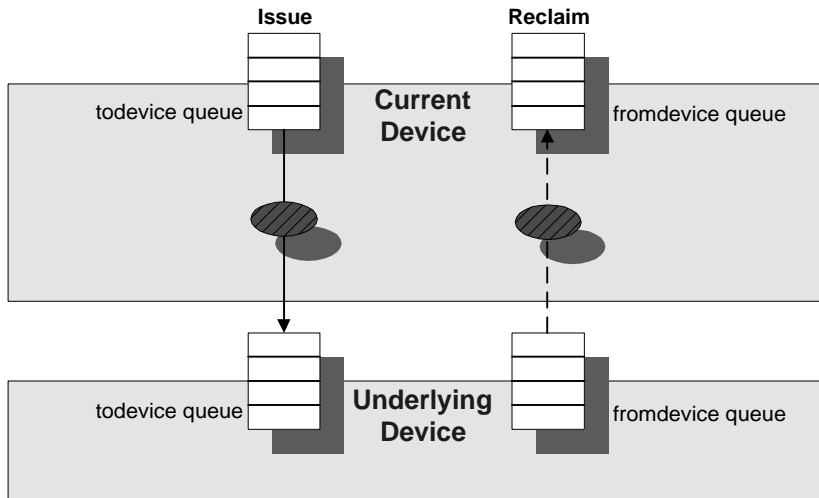 Issue
Reclaim
todevice queue
Current
Device
fromdevice queue
todevice queue
Underlying
Device
fromdevice queue